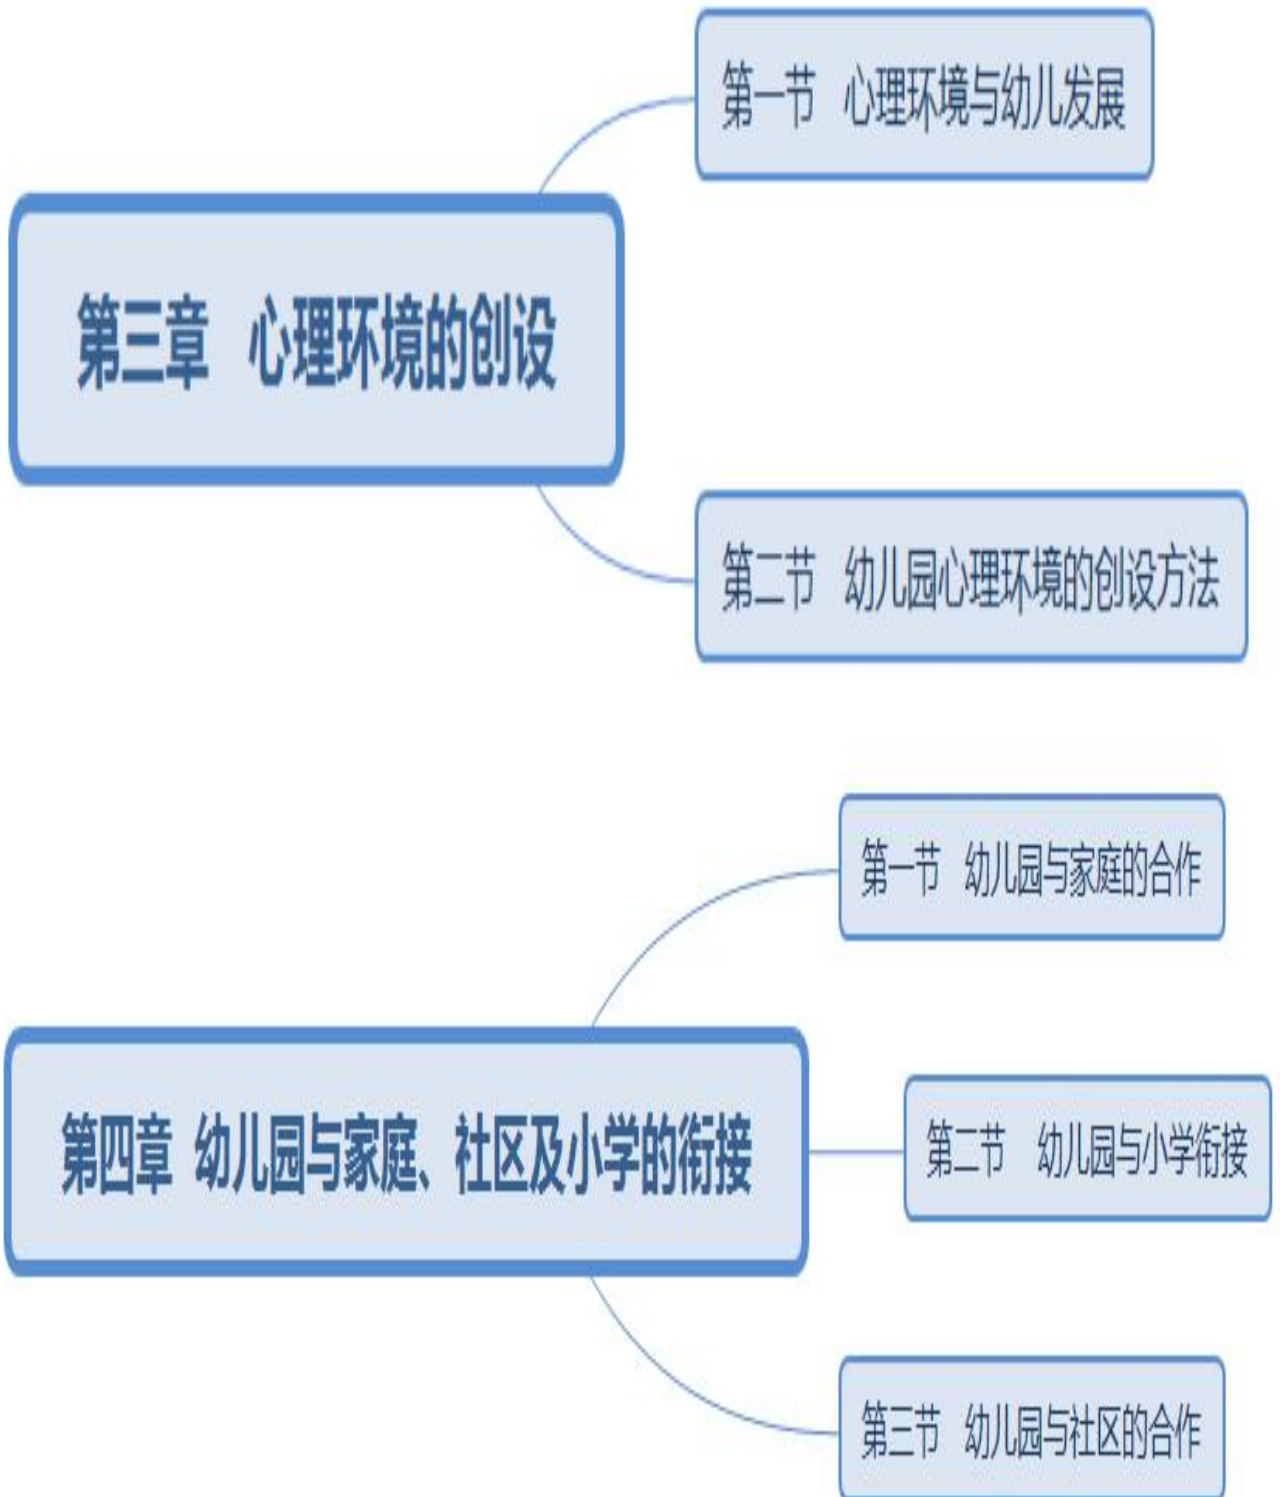 第一节 心理环境与幼儿发展
第三章 心理环境的创设
第二节 幼儿园心理环境的创设方法
第一节 幼儿园与家庭的合作
第四章 幼儿园与家庭、社区及小学的衔接
第二节 幼儿园与小学衔接
第三节 幼儿园与社区的合作